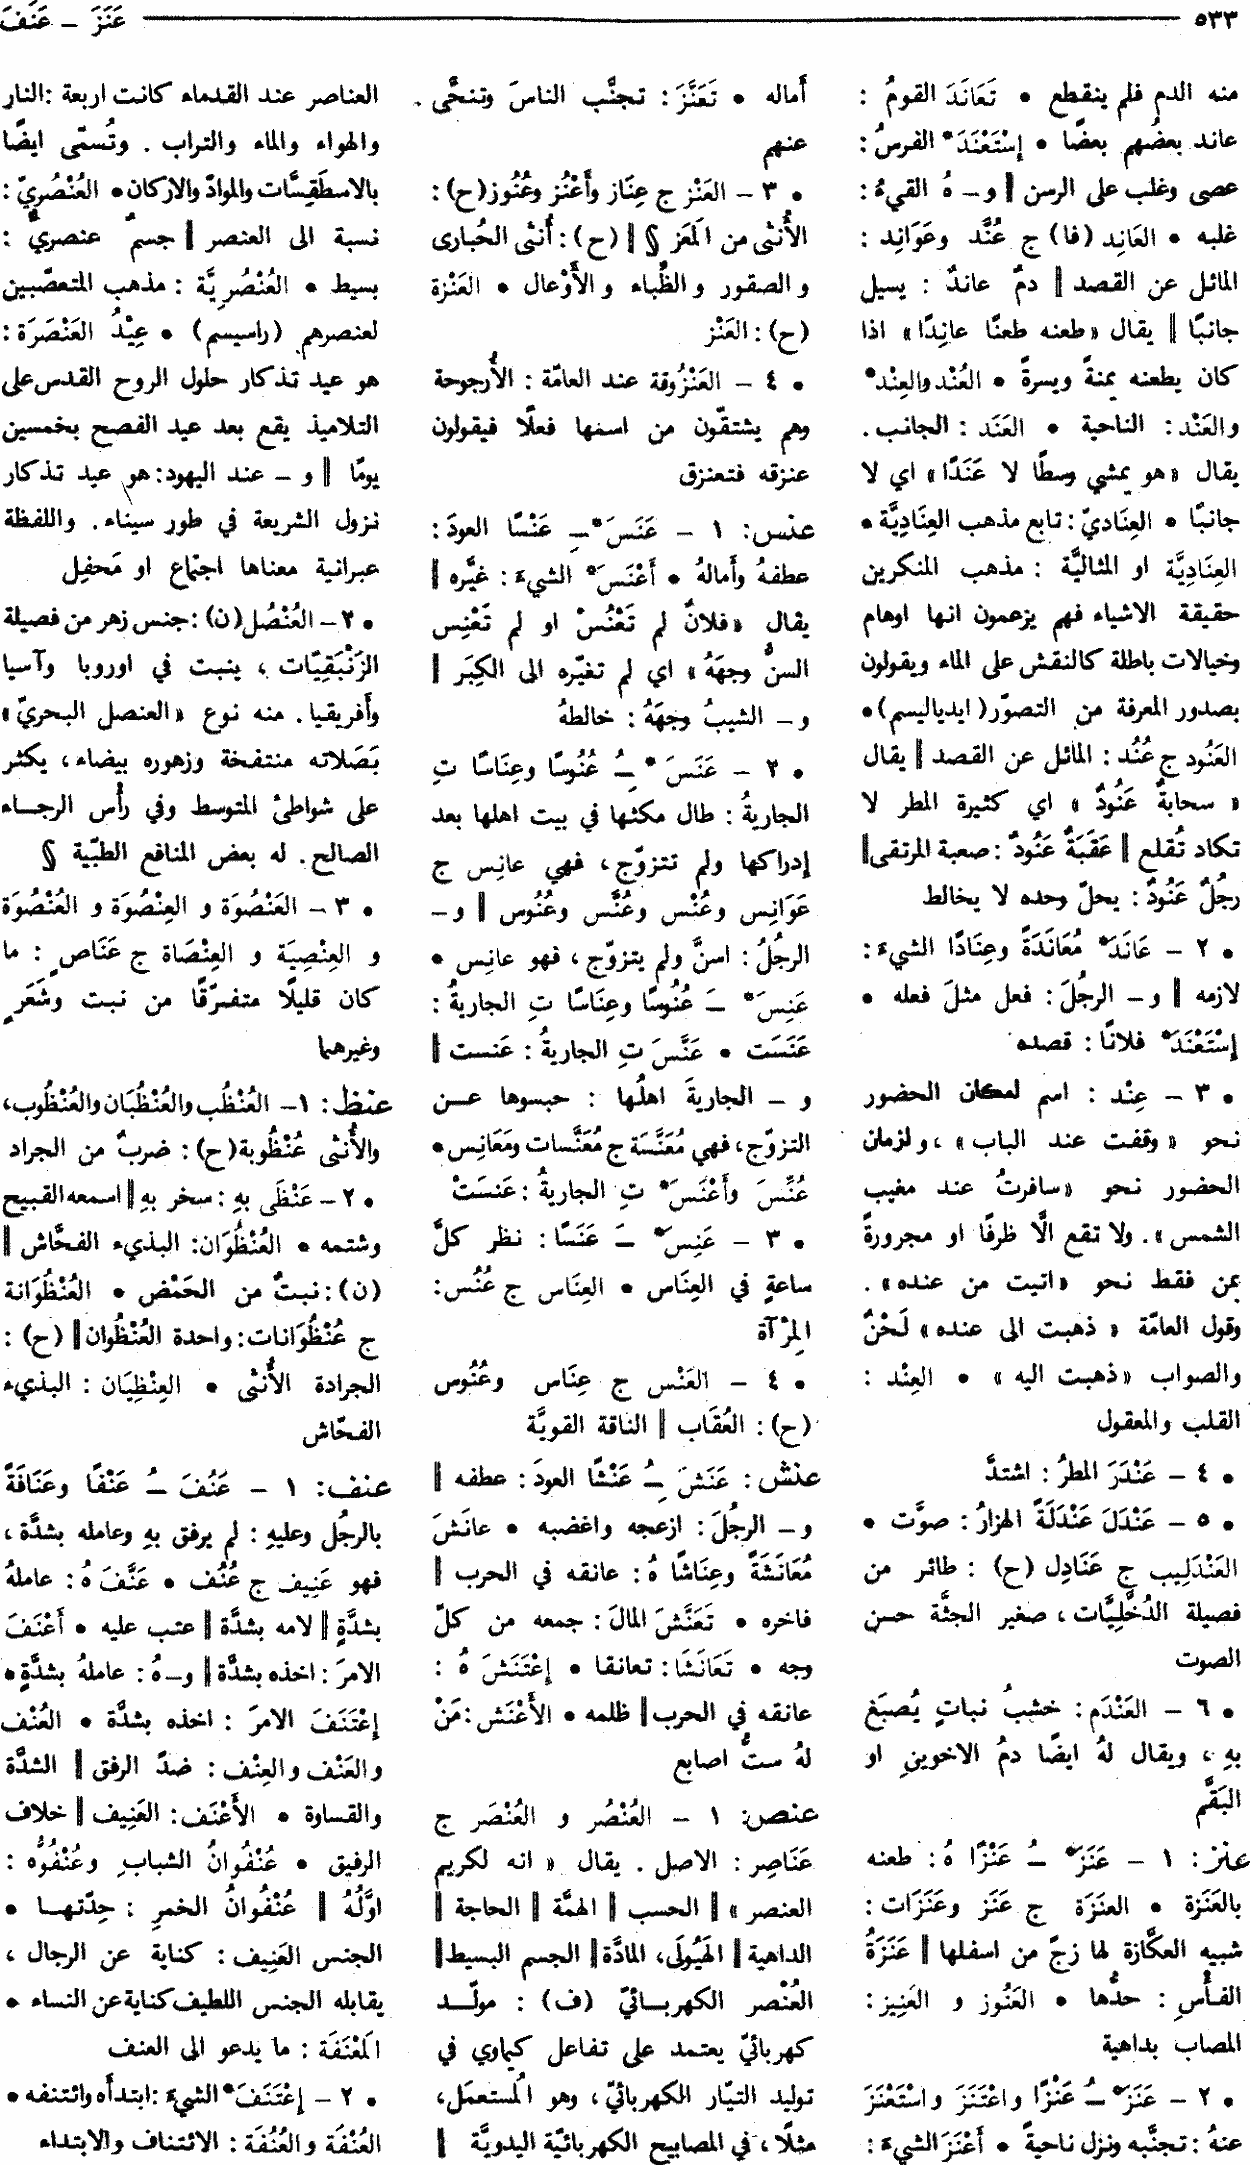 ٥٣٣
عَنَزَ – عَنَفَ
منه الدم فلم ينقطع • تَعَانَدَ القومُ :
عاند بعضُهم بعضًا • إسْتَعْنَدَ* الفرسُ :
عصى وغلب على الرسن ‖ و – هُ القيءُ :
غلبه • العَانِد (فا) ج عُنَّد وعَوَانِد :
المائل عن القصد ‖ دمٌ عاندٌ : يسيل
جانبًا ‖ يقال «طعنه طعنًا عانِدًا» اذا
كان يطعنه يمنةً ويسرةً • العُنْد والعِنْد*
والعَنْد : الناحية • العَنَد : الجانب .
يقال «هو يمشي وسطًا لا عَنَدًا» اي لا
جانبًا • العِنَاديّ : تابع مذهب العِنَادِيَّة •
العِنَادِيَّة او المثاليَّة : مذهب المنكرين
حقيقة الاشياء فهم يزعمون انها اوهام
وخيالات باطلة كالنقش على الماء ويقولون
بصدور المعرفة من التصوّر (ايدياليسم) •
العَنُود ج عُنُد : المائل عن القصد ‖ يقال
« سحابةٌ عَنُودٌ » اي كثيرة المطر لا
تكاد تُقلع ‖ عَقَبَةٌ عَنُودٌ : صعبة المرتقى ‖
رجُلٌ عَنُودٌ : يحلّ وحده لا يخالط
• ٢ – عَانَدَ* مُعَانَدَةً وعِنَادًا الشيءَ :
لازمه ‖ و – الرجُلَ : فعل مثلَ فعله •
إسْتَعْنَدَ* فلانًا : قصده
• ٣ – عِنْد : اسم لمكان الحضور
نحو «وقفت عند الباب» ، ولزمان
الحضور نحو «سافرتُ عند مغيب
الشمس» . ولا تقع الَّا ظرفًا او مجرورةً
بمن فقط نحو «اتيت من عنده» .
وقول العامّة « ذهبت الى عنده» لَحْنٌ
والصواب «ذهبت اليه » • العِنْد :
القلب والمعقول
• ٤ – عَنْدَرَ المطرُ : اشتدَّ
• ٥ – عَنْدَلَ عَنْدَلَةً الهزارُ : صوَّت •
العَنْدَلِيب ج عَنَادِل (ح) : طائر من
فصيلة الدُخَّلِيَّات ، صغير الجثَّة حسن
الصوت
• ٦ – العَنْدَم : خشبُ نباتٍ يُصبَغ
بهِ ، ويقال لهُ ايضًا دمُ الاخوينِ او
البَقَّم
عنز : ١ – عَنَزَ* ـُ عَنْزًا هُ : طعنه
بالعَنَزة • العنَزَة ج عَنَز وعَنَزَات :
شبيه العكَّازة لها زجّ من اسفلها ‖ عَنَزَةُ
الفأْسِ : حدُّها • العَنُوز و العَنِيز :
المصاب بداهية
• ٢ – عَنَزَ* ـُ عَنْزًا واعْتَنَزَ واسْتَعْنَزَ
عنهُ : تجنَّبه ونزل ناحيةً • أَعْنَزَ الشيءَ :
أَماله • تَعَنَّزَ : تجنَّب الناسَ وتنحَّى
عنهم
• ٣ – العَنْز ج عِنَاز وأَعْنُز وعُنُوز (ح) :
الأُنثى من المَعَز § ‖ (ح) : أُنثى الحُبارى
والصقور والظِّباء والأَوْعال • العَنْزة
(ح) : العَنْز
• ٤ – العَنْزُوقة عند العامّة : الأُرجوحة
وهم يشتقّون من اسمها فعلًا فيقولون
عنزقه فتعنزق
عنس : ١ – عَنَسَ* ـِ عَنْسًا العودَ :
عطفهُ وأمالهُ • أَعْنَسَ* الشيءَ : غيَّره ‖
يقال «فلانٌ لم تَعْنُسْ او لم تَعْنِس
السنُّ وجهَهُ» اي لم تغيّره الى الكِبَر ‖
و – الشيبُ وجهَهُ : خالطهُ
• ٢ – عَنَسَ* ـُِ عُنُوسًا وعِنَاسًا تِ
الجاريةُ : طال مكثها في بيت اهلها بعد
إدراكها ولم تتزوّج ، فهي عانِس ج
عَوَانِس وعُنْس وعُنَّس وعُنُوس ‖ و –
الرجُلُ : اسنَّ ولم يتزوّج ، فهو عانِس •
عَنِسَ* ـَ عُنُوسًا وعِنَاسًا تِ الجاريةُ :
عَنَسَت • عَنَّسَ تِ الجاريةُ : عَنست ‖
و – الجاريةَ اهلُها : حبسوها عـن
التزوّج ، فهي مُعَنَّسَة ج مُعَنَّسات ومَعَانِس •
عُنِّسَ وأَعْنَسَ* تِ الجاريةُ : عَنسَتْ
• ٣ – عَنِسَ* ـَ عَنَسًا : نظر كلَّ
ساعةٍ في العِنَاس • العِنَاس ج عُنُس :
المِرْآة
• ٤ – العَنْس ج عِنَاس وعُنُوس
(ح) : العُقَاب ‖ الناقة القويَّة
عنش : عَنَشَ ـُِ عَنْشًا العودَ : عطفه ‖
و – الرجُلَ : ازعجه واغضبه • عانَشَ
مُعَانَشَةً وعِنَاشًا هُ : عانقه في الحرب ‖
فاخره • تَعَنَّشَ المالَ : جمعه من كلّ
وجه • تَعَانَشَا : تعانقا • إعْتَنَشَ هُ :
عانقه في الحرب ‖ ظلمه • الأَعْنَش : مَنْ
لهُ ستُّ اصابع
عنصر : ١ – العُنْصُر و العُنْصَر ج
عَنَاصِر : الاصل . يقال « انه لكريم
العنصر » ‖ الحسب ‖ الهمَّة ‖ الحاجة ‖
الداهية ‖ الهَيُولَى ، المادَّة ‖ الجسم البسيط ‖
العُنْصر الكهربـائيّ (ف) : مولّـد
كهربائيّ يعتمد على تفاعل كيماوي في
توليد التيّار الكهربائيّ ، وهو المُستعمَل ،
مثلًا ، في المصابيح الكهربائيّة اليدويَّة ‖
العناصر عند القدماء كانت اربعة : النار
والهواء والماء والتراب . وتُسمّى ايضًا
بالاسطَقِسَّات والموادّ والاركان • العُنْصُريّ :
نسبة الى العنصر ‖ جسمٌ عنصريٌّ :
بسيط • العُنْصُرِيَّة : مذهب المتعصّبين
لعنصرهم (راسيسم) • عِيْدُ العَنْصَرَة :
هو عيد تذكار حلول الروح القدس على
التلاميذ يقع بعد عيد الفصح بخمسين
يومًا ‖ و – عند اليهود : هو عيد تذكار
نزول الشريعة في طور سيناء . واللفظة
عبرانية معناها اجتماع او مَحفِل
• ٢ – العُنْصُل (ن) : جنس زهر من فصيلة
الزَنْبَقِيّات ، ينبت في اوروبا وآسيا
وأفريقيا . منه نوع «العنصل البحريّ»
بَصَلاته منتفخة وزهوره بيضاء ، يكثر
على شواطئ المتوسط وفي رأْس الرجـاء
الصالح . له بعض المنافع الطبّية §
• ٣ – العَنْصُوَة و العِنْصُوَة و العُنْصُوَة
و العِنْصِيَة و العِنْصَاة ج عَنَاصٍ : ما
كان قليلًا متفرّقًا من نبت وشَعَرٍ
وغيرهما
عنظ : ١ – العُنْظُب والعُنْظُبَان والعُنْظُوب ،
والأُنثى عُنْظُوبة (ح) : ضربٌ من الجراد
• ٢ – عَنْظَى بهِ : سخر بهِ ‖ اسمعه القبيح
وشتمه • العُنْظُوَان : البذيء الفحَّاش ‖
(ن) : نبتٌ من الحَمْض • العُنْظُوَانة
ج عُنْظُوَانات : واحدة العُنْظُوان ‖ (ح) :
الجرادة الأُنثى • العِنْظِيَان : البذيء
الفحّاش
عنف : ١ – عَنُفَ ـُ عَنْفًا وعَنَافَةً
بالرجُل وعليهِ : لم يرفق بهِ وعامله بشدَّة ،
فهو عَنِيف ج عُنُف • عَنَّفَ هُ : عاملهُ
بشدَّةٍ ‖ لامه بشدَّة ‖ عتب عليه • أَعْنَفَ
الامرَ : اخذه بشدَّة ‖ و – هُ : عاملهُ بشدَّةٍ •
إعْتَنَفَ الامرَ : اخذه بشدَّة • العُنْف
والعَنْف والعِنْف : ضدّ الرفق ‖ الشدَّة
والقساوة • الأَعْنَف : العَنِيف ‖ خلاف
الرفيق • عُنْفُوانُ الشبابِ وعُنْفُوُّه :
اوَّلُهُ ‖ عُنْفُوانُ الخمرِ : حِدّتهـا •
الجنس العَنِيف : كناية عن الرجال ،
يقابله الجنس اللطيف كناية عن النساء •
المَعْنَفَة : ما يدعو الى العنف
• ٢ – إعْتَنَفَ* الشيءَ : ابتدأه وائتنفه •
العُنْفَة والعُنُفَة : الائتناف والابتداء